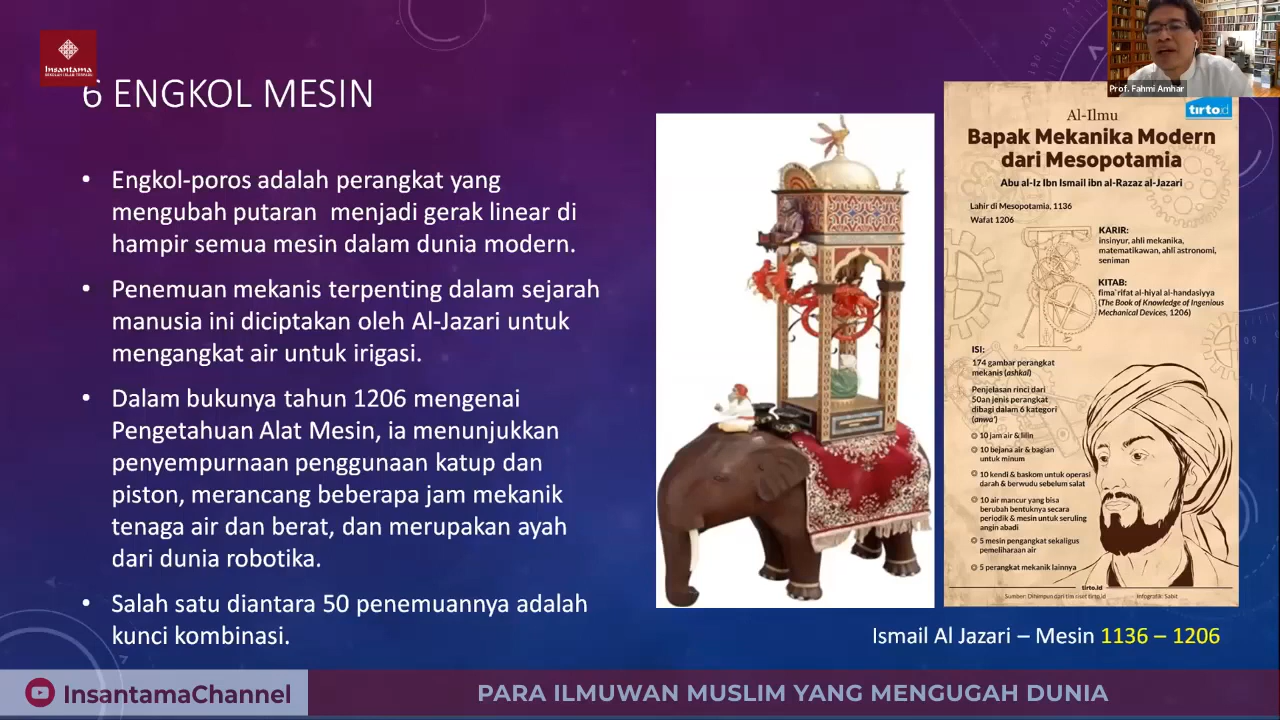 Insantama
SEKOLAH ISLAM TERPADU
6 ENGKOL MESIN
• Engkol-poros adalah perangkat yang
mengubah putaran menjadi gerak linear di
hampir semua mesin dalam dunia modern.
• Penemuan mekanis terpenting dalam sejarah
manusia ini diciptakan oleh Al-Jazari untuk
mengangkat air untuk irigasi.
• Dalam bukunya tahun 1206 mengenai
Pengetahuan Alat Mesin, ia menunjukkan
penyempurnaan penggunaan katup dan
piston, merancang beberapa jam mekanik
tenaga air dan berat, dan merupakan ayah
dari dunia robotika.
• Salah satu diantara 50 penemuannya adalah
kunci kombinasi.
Prof. Fahmi Amhar
tirto.id
Al-Ilmu
Bapak Mekanika Modern
dari Mesopotamia
Abu al-Iz Ibn Ismail ibn al-Razaz al-Jazari
Lahir di Mesopotamia, 1136
Wafat 1206
KARIR:
insinyur, ahli mekanika,
matematikawan, ahli astronomi,
seniman
KITAB:
fima`rifat al-hiyal al-handasiyya
(The Book of Knowledge of Ingenious
Mechanical Devices, 1206)
ISI:
174 gambar perangkat
mekanis (ashkal)
Penjelasan rinci dari
50an jenis perangkat
dibagi dalam 6 kategori
(anwa')
10 jam air & lilin
10 bejana air & bagian
untuk minum
10 kendi & baskom untuk operasi
darah & berwudu sebelum salat
10 air mancur yang bisa
berubah bentuknya secara
periodik & mesin untuk seruling
angin abadi
5 mesin pengangkat sekaligus
pemeliharaan air
5 perangkat mekanik lainnya
tirto.id
Sumber: Dihimpun dari tim riset tirto.id
Infografik: Sabit
Ismail Al Jazari – Mesin 1136 – 1206
InsantamaChannel
PARA ILMUWAN MUSLIM YANG MENGUGAH DUNIA